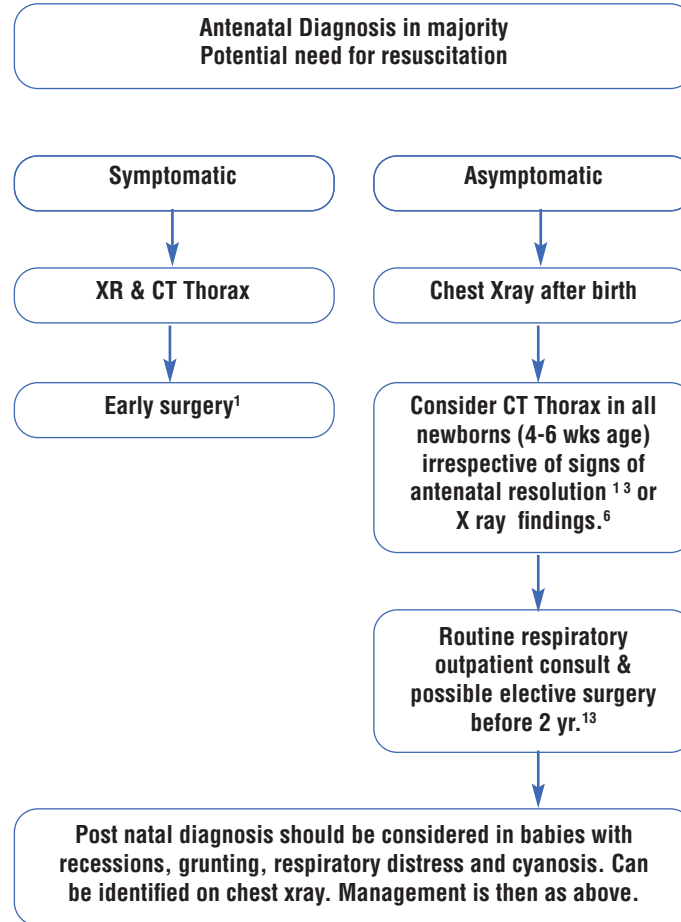 Antenatal Diagnosis in majority
Potential need for resuscitation
Symptomatic
Asymptomatic
XR & CT Thorax
Chest Xray after birth
Early surgery¹
Consider CT Thorax in all
newborns (4-6 wks age)
irrespective of signs of
antenatal resolution ¹ ³ or
X ray findings.⁶
Routine respiratory
outpatient consult &
possible elective surgery
before 2 yr.¹³
Post natal diagnosis should be considered in babies with
recessions, grunting, respiratory distress and cyanosis. Can
be identified on chest xray. Management is then as above.